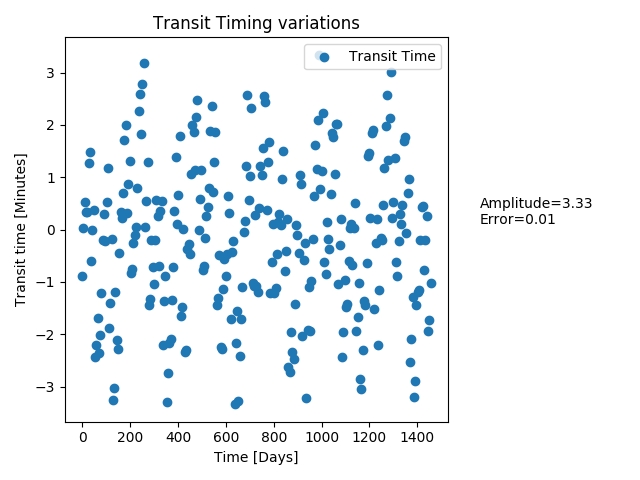 Transit Timing variations
Transit Time
Transit time [Minutes]
3
2
1
0
−1
−2
−3
0 200 400 600 800 1000 1200 1400
Time [Days]
Amplitude=3.33
Error=0.01